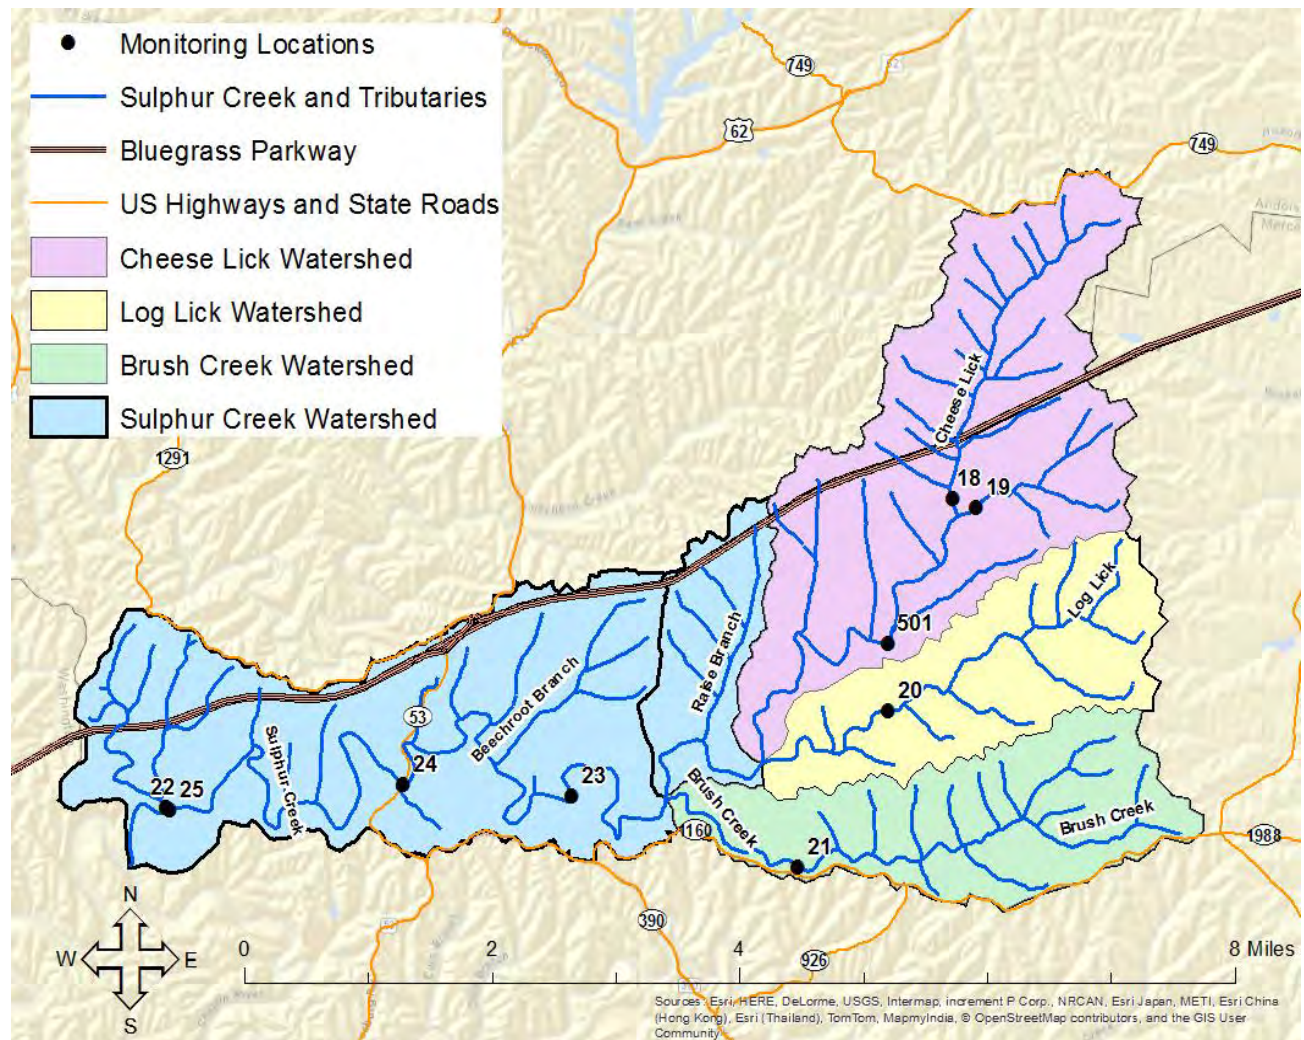 Monitoring Locations
Sulphur Creek and Tributaries
Bluegrass Parkway
US Highways and State Roads
Cheese Lick Watershed
Log Lick Watershed
Brush Creek Watershed
Sulphur Creek Watershed
749
62
62
749
1291
Cheese Lick
18
19
501
Log Lick
Raise Branch
20
53
Beechroot Branch
Sulphur Creek
24
22 25
23
Brush Creek
1160
21
Brush Creek
1988
390
926
N
W
E
S
0
2
4
8 Miles
Sources: Esri, HERE, DeLorme, USGS, Intermap, increment P Corp., NRCAN, Esri Japan, METI, Esri China
(Hong Kong), Esri (Thailand), TomTom, MapmyIndia, © OpenStreetMap contributors, and the GIS User
Community